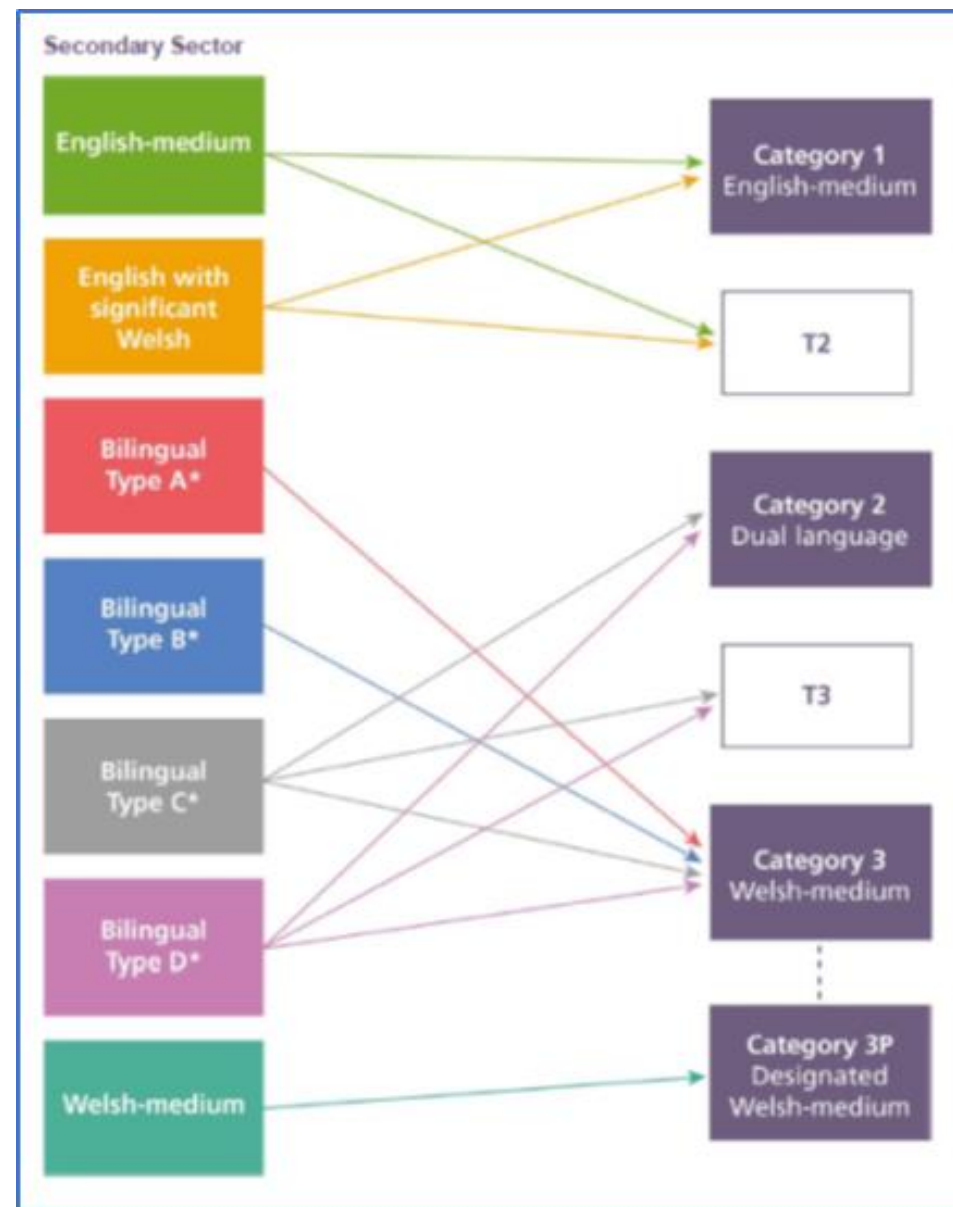 Secondary Sector
English-medium
English with
significant
Welsh
Bilingual
Type A*
Bilingual
Type B*
Bilingual
Type C*
Bilingual
Type D*
Welsh-medium
Category 1
English-medium
T2
Category 2
Dual language
T3
Category 3
Welsh-medium
Category 3P
Designated
Welsh-medium